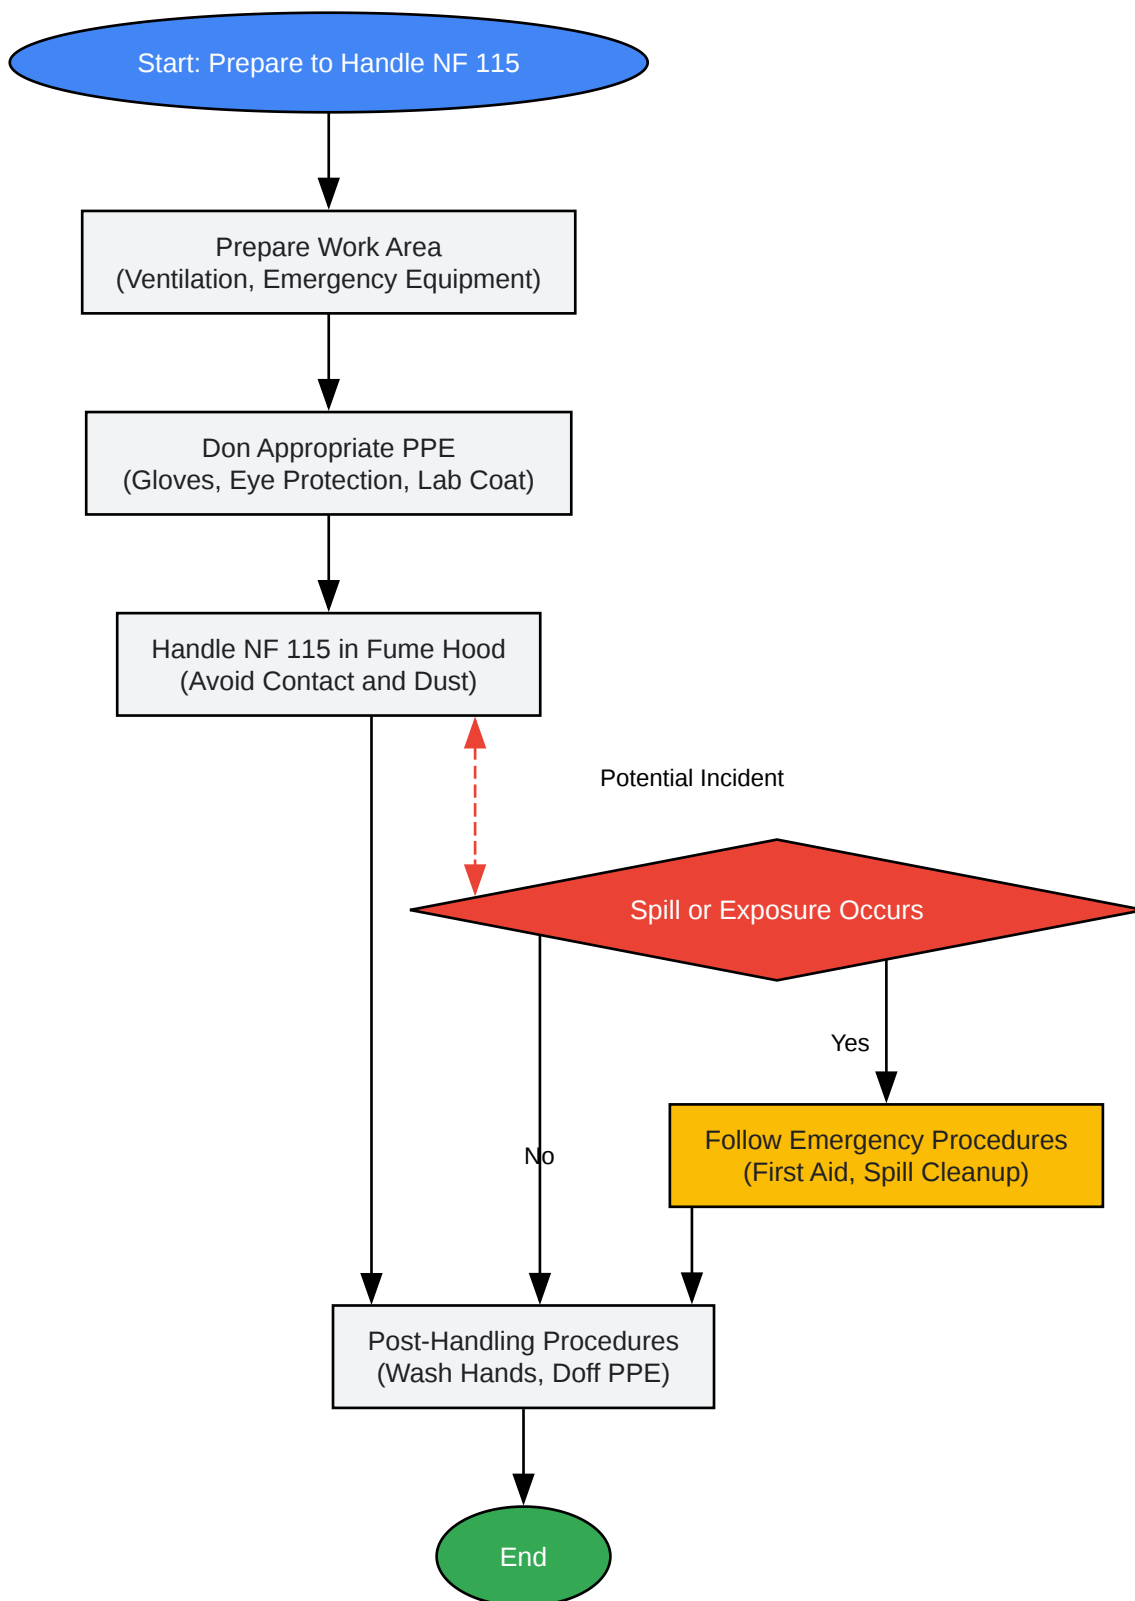 Start: Prepare to Handle NF 115
Prepare Work Area
(Ventilation, Emergency Equipment)
Don Appropriate PPE
(Gloves, Eye Protection, Lab Coat)
Handle NF 115 in Fume Hood
(Avoid Contact and Dust)
Potential Incident
Spill or Exposure Occurs
Yes
Follow Emergency Procedures
(First Aid, Spill Cleanup)
No
Post-Handling Procedures
(Wash Hands, Doff PPE)
End